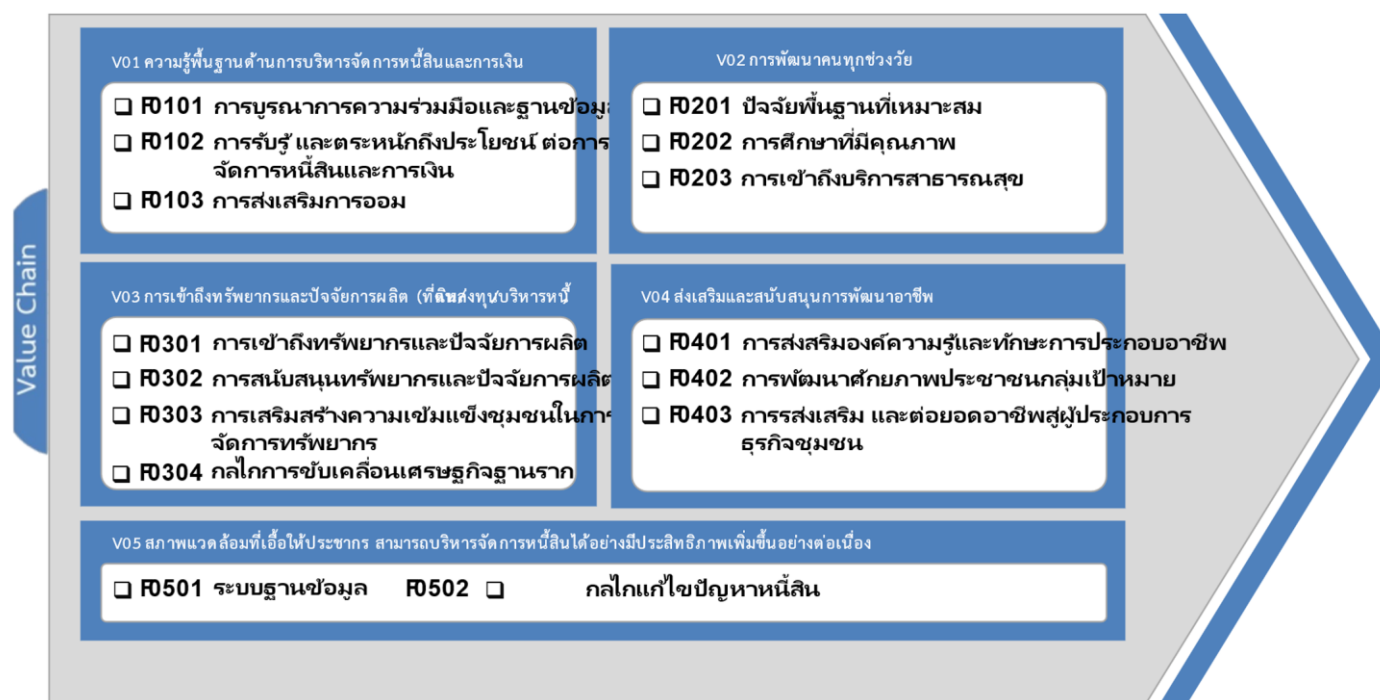 Value Chain
V01 ความรู้พื้นฐานด้านการบริหารจัดการหนี้สินและการเงิน
❑ F0101 การบูรณาการความร่วมมือและฐานข้อมูล
❑ F0102 การรับรู้ และตระหนักถึงประโยชน์ ต่อการ
จัดการหนี้สินและการเงิน
❑ F0103 การส่งเสริมการออม
V02 การพัฒนาคนทุกช่วงวัย
❑ F0201 ปัจจัยพื้นฐานที่เหมาะสม
❑ F0202 การศึกษาที่มีคุณภาพ
❑ F0203 การเข้าถึงบริการสาธารณสุข
V03 การเข้าถึงทรัพยากรและปัจจัยการผลิต (ที่ดิน/แหล่งทุน/บริหารหนี้
❑ F0301 การเข้าถึงทรัพยากรและปัจจัยการผลิต
❑ F0302 การสนับสนุนทรัพยากรและปัจจัยการผลิต
❑ F0303 การเสริมสร้างความเข้มแข็งชุมชนในการ
จัดการทรัพยากร
❑ F0304 กลไกการขับเคลื่อนเศรษฐกิจฐานราก
V04 ส่งเสริมและสนับสนุนการพัฒนาอาชีพ
❑ F0401 การส่งสริมองค์ความรู้และทักษะการประกอบอาชีพ
❑ F0402 การพัฒนาศักยภาพประชาชนกลุ่มเป้าหมาย
❑ F0403 การรส่งเสริม และต่อยอดอาชีพสู่ผู้ประกอบการ
ธุรกิจชุมชน
V05 สภาพแวดล้อมที่เอื้อให้ประชากร สามารถบริหารจัดการหนี้สินได้อย่างมีประสิทธิภาพเพิ่มขึ้นอย่างต่อเนื่อง
❑ F0501 ระบบฐานข้อมูล F0502 ❑ กลไกแก้ไขปัญหาหนี้สิน